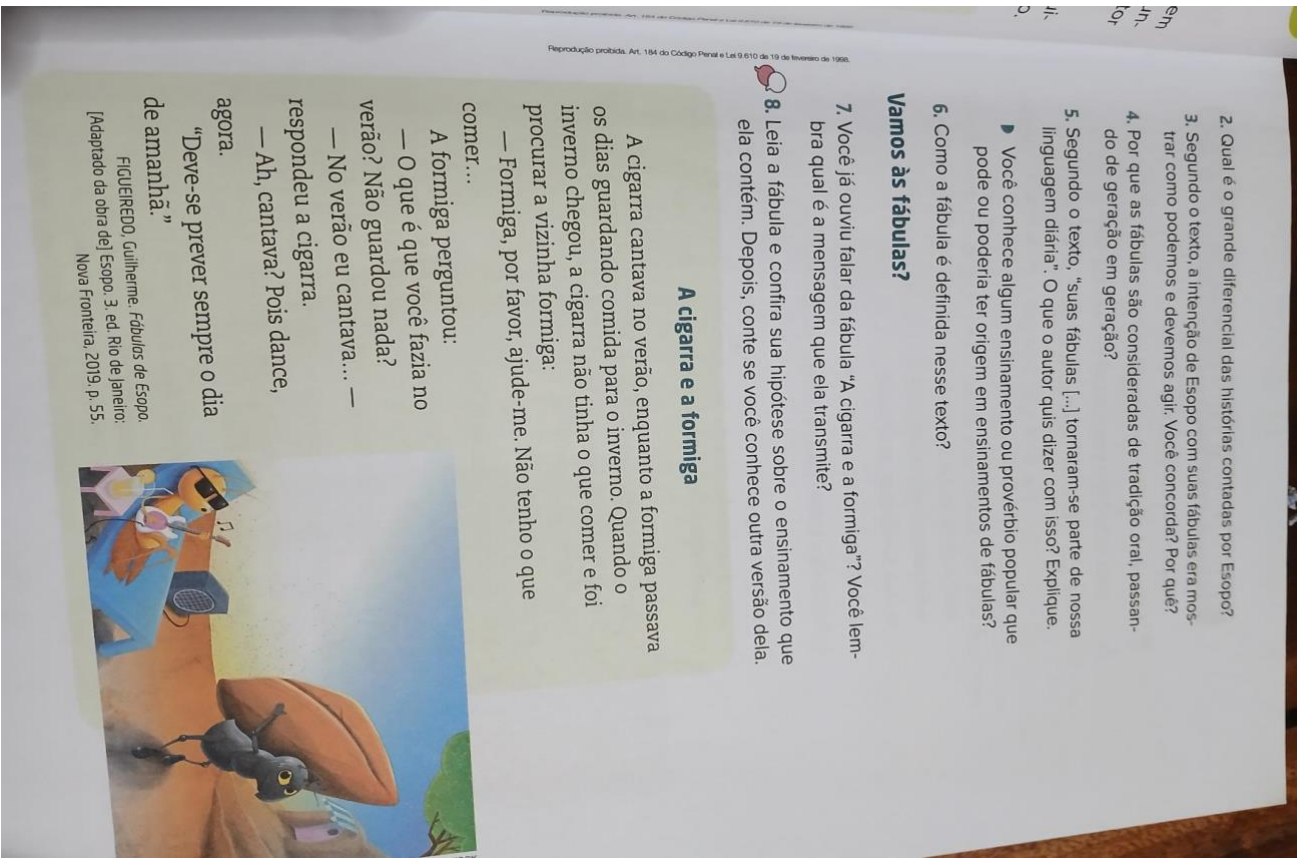 em
un-
tor
ri-
o.
2. Qual é o grande diferencial das histórias contadas por Esopo?
3. Segundo o texto, a intenção de Esopo com suas fábulas era mos-
trar como podemos e devemos agir. Você concorda? Por quê?
4. Por que as fábulas são consideradas de tradição oral, passan-
do de geração em geração?
5. Segundo o texto, "suas fábulas [...] tornaram-se parte de nossa
linguagem diária". O que o autor quis dizer com isso? Explique.
Você conhece algum ensinamento ou provérbio popular que
pode ou poderia ter origem em ensinamentos de fábulas?
6. Como a fábula é definida nesse texto?
Vamos às fábulas?
7. Você já ouviu falar da fábula "A cigarra e a formiga"? Você lem-
bra qual é a mensagem que ela transmite?
8. Leia a fábula e confira sua hipótese sobre o ensinamento que
ela contém. Depois, conte se você conhece outra versão dela.
A cigarra e a formiga
A cigarra cantava no verão, enquanto a formiga passava
os dias guardando comida para o inverno. Quando o
inverno chegou, a cigarra não tinha o que comer e foi
procurar a vizinha formiga:
— Formiga, por favor, ajude-me. Não tenho o que
comer...
A formiga perguntou:
— O que é que você fazia no
verão? Não guardou nada?
— No verão eu cantava... —
respondeu a cigarra.
— Ah, cantava? Pois dance,
agora.
"Deve-se prever sempre o dia
de amanhã."
FIGUEIREDO, Guilherme. Fábulas de Esopo.
[Adaptado da obra de] Esopo. 3. ed. Rio de Janeiro:
Nova Fronteira, 2019. p. 55.
Reprodução proibida. Art. 184 do Código Penal e Lei 9.610 de 19 de fevereiro de 1998.